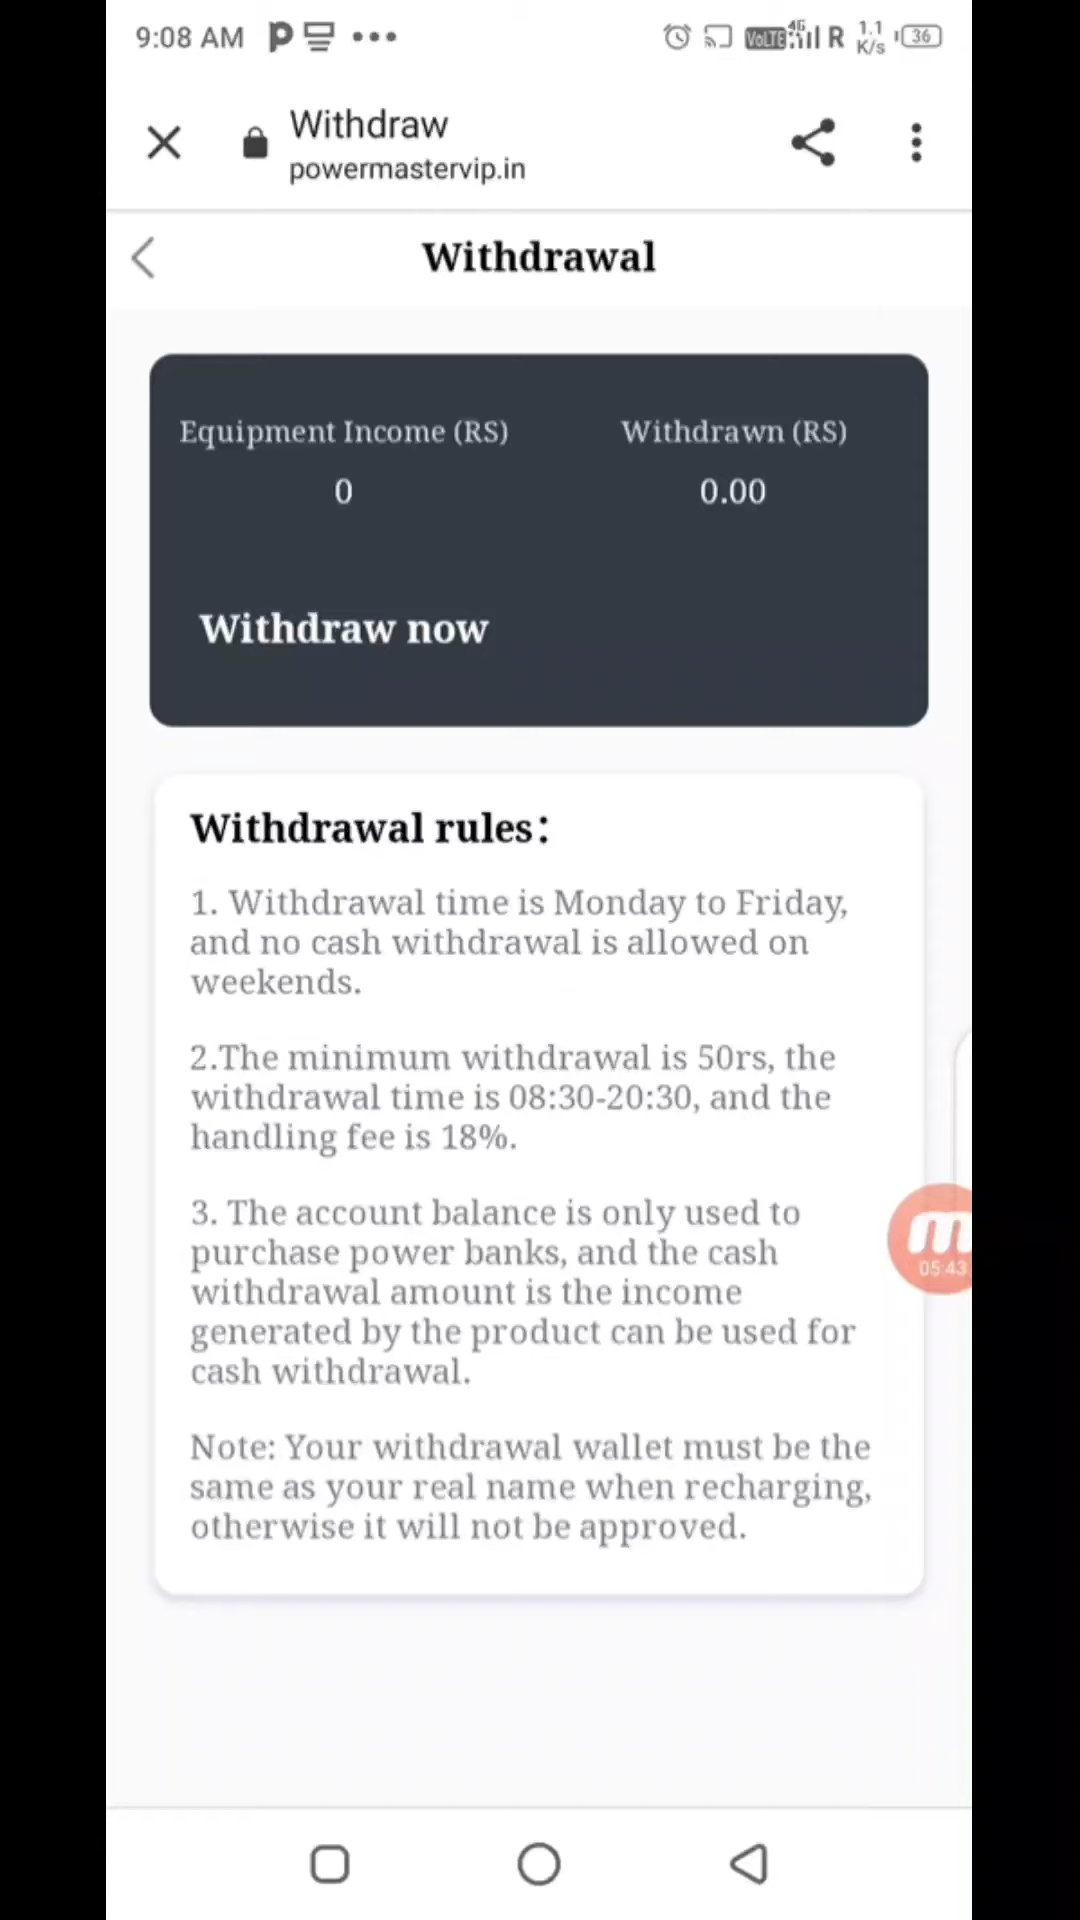 9:08 AM
VoLTE 4G R 1.1 K/s 36
Withdraw
powermastervip.in
Withdrawal
Equipment Income (RS) Withdrawn (RS)
0 0.00
Withdraw now
Withdrawal rules:
1. Withdrawal time is Monday to Friday,
and no cash withdrawal is allowed on
weekends.
2.The minimum withdrawal is 50rs, the
withdrawal time is 08:30-20:30, and the
handling fee is 18%.
3. The account balance is only used to
purchase power banks, and the cash
withdrawal amount is the income
generated by the product can be used for
cash withdrawal.
Note: Your withdrawal wallet must be the
same as your real name when recharging,
otherwise it will not be approved.
05:43